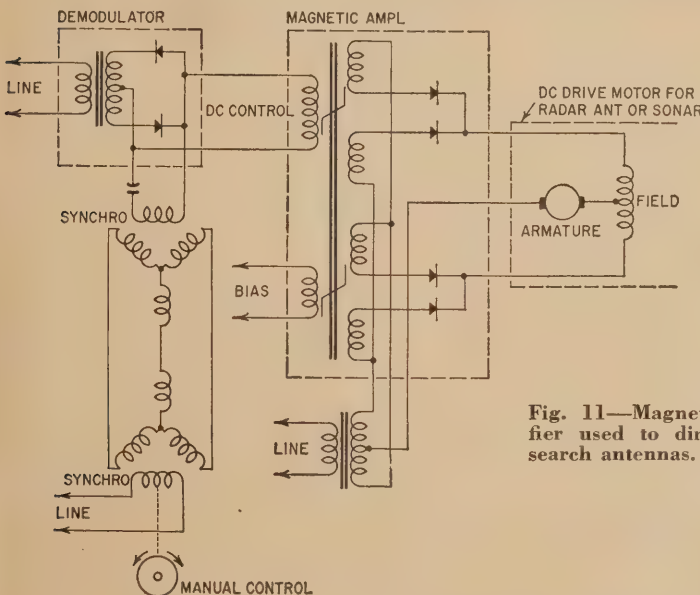 DEMODULATOR
MAGNETIC AMPL
LINE
DC CONTROL
DC DRIVE MOTOR FOR
RADAR ANT OR SONAR
SYNCHRO
ARMATURE
FIELD
BIAS
LINE
SYNCHRO
LINE
MANUAL CONTROL
Fig. 11—Magnet
fier used to dir
search antennas.